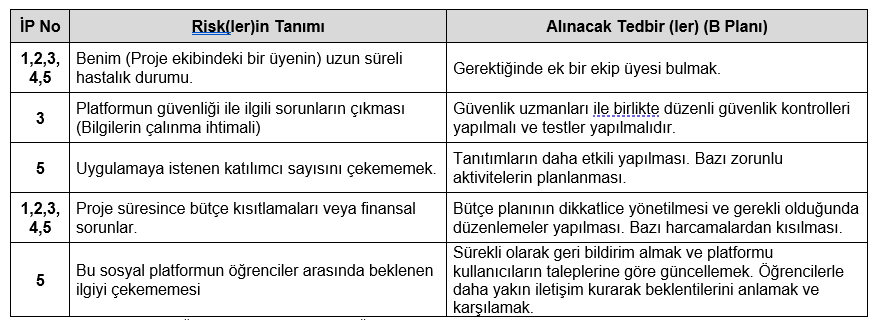 İP No Risk(ler)in Tanımı Alınacak Tedbir (ler) (B Planı)
1,2,3,
4,5
Benim (Proje ekibindeki bir üyenin) uzun süreli
hastalık durumu.
Gerektiğinde ek bir ekip üyesi bulmak.
3
Platformun güvenliği ile ilgili sorunların çıkması
(Bilgilerin çalınma ihtimali)
Güvenlik uzmanları ile birlikte düzenli güvenlik kontrolleri
yapılmalı ve testler yapılmalıdır.
5
Uygulamaya istenen katılımcı sayısını çekememek.
Tanıtımların daha etkili yapılması. Bazı zorunlu
aktivitelerin planlanması.
1,2,3,
4,5
Proje süresince bütçe kısıtlamaları veya finansal
sorunlar.
Bütçe planının dikkatlice yönetilmesi ve gerekli olduğunda
düzenlemeler yapılması. Bazı harcamalardan kısılması.
5
Bu sosyal platformun öğrenciler arasında beklenen
ilgiyi çekememesi
Sürekli olarak geri bildirim almak ve platformu
kullanıcıların taleplerine göre güncellemek. Öğrencilerle
daha yakın iletişim kurarak beklentilerini anlamak ve
karşılamak.